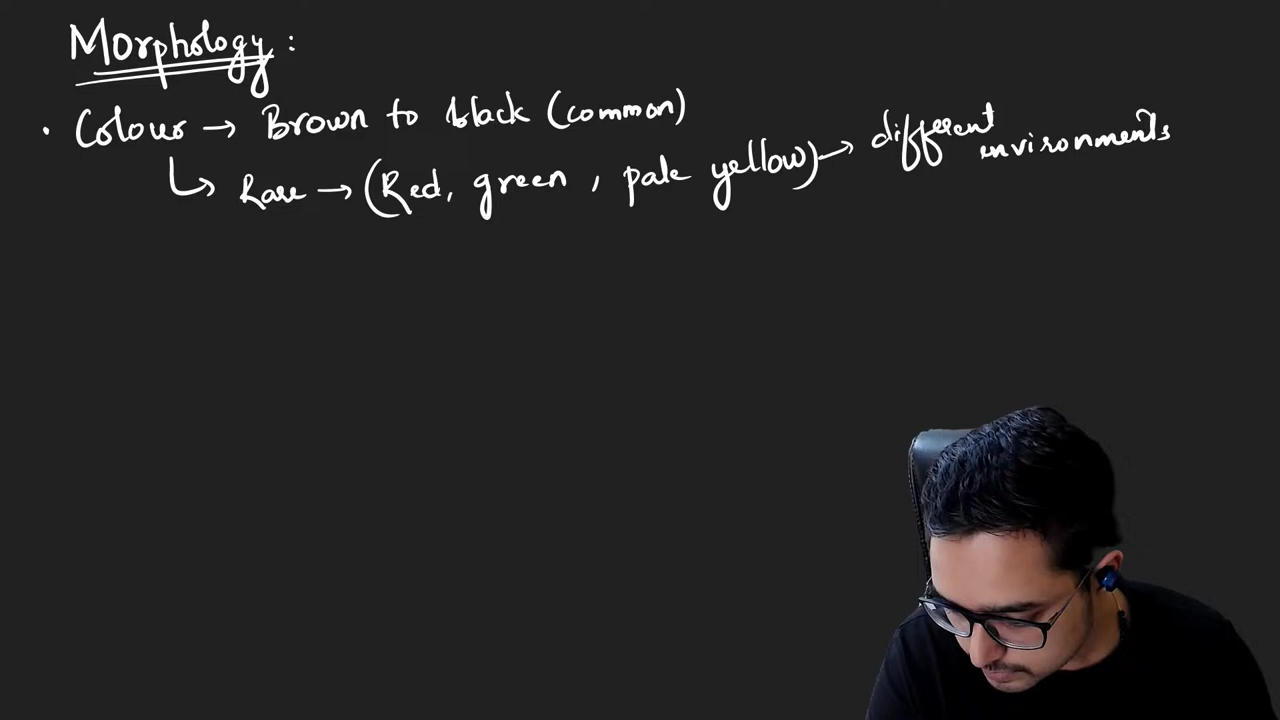 Morphology :
• Colour → Brown to black (common)
↳ Rare → (Red, green , pale yellow) → different environments